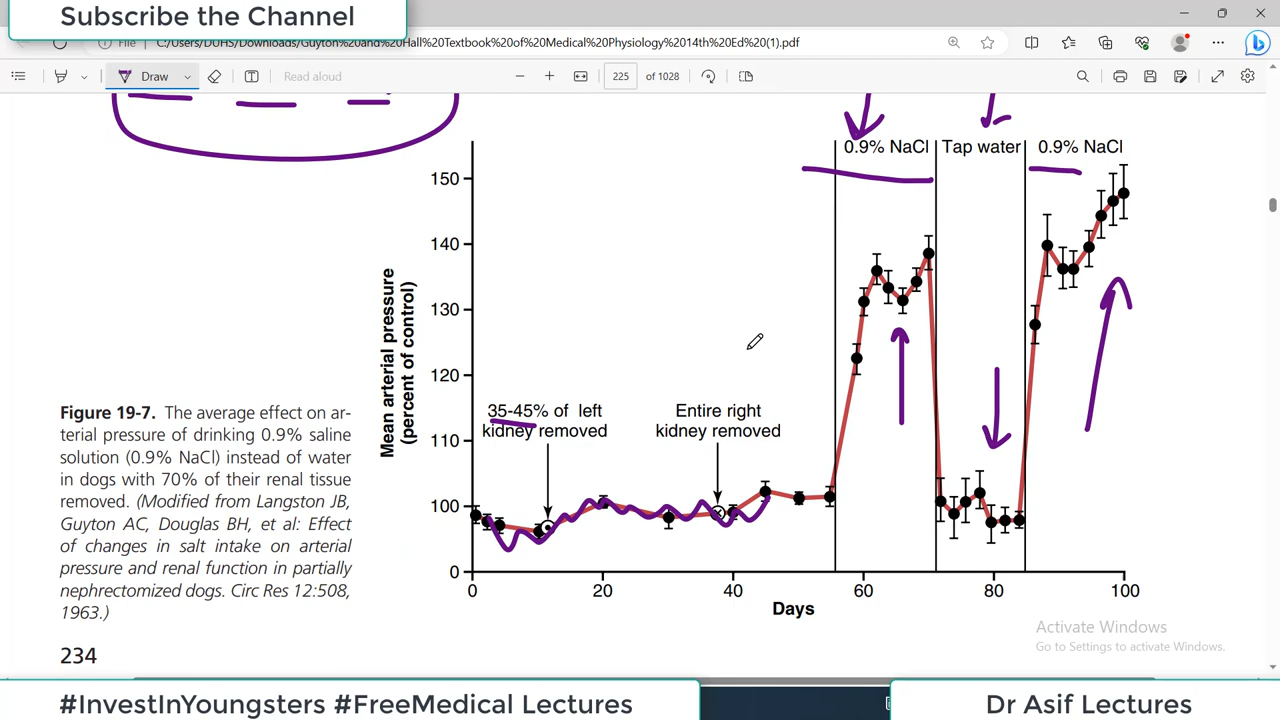 Subscribe the Channel
File
C:/Users/DUHS/Downloads/Guyton%20and%20Hall%20Textbook%20of%20Medical%20Physiology%2014th%20Ed%20(1).pdf
Draw
Read aloud
225 of 1028
0.9% NaCl Tap water 0.9% NaCl
150
140
130
120
110
100
0
Mean arterial pressure
(percent of control)
35-45% of left
kidney removed
Entire right
kidney removed
0 20 40 60 80 100
Days
Figure 19-7. The average effect on ar-
terial pressure of drinking 0.9% saline
solution (0.9% NaCl) instead of water
in dogs with 70% of their renal tissue
removed. (Modified from Langston JB,
Guyton AC, Douglas BH, et al: Effect
of changes in salt intake on arterial
pressure and renal function in partially
nephrectomized dogs. Circ Res 12:508,
1963.)
234
Activate Windows
Go to Settings to activate Windows.
#InvestInYoungsters #FreeMedical Lectures
Dr Asif Lectures